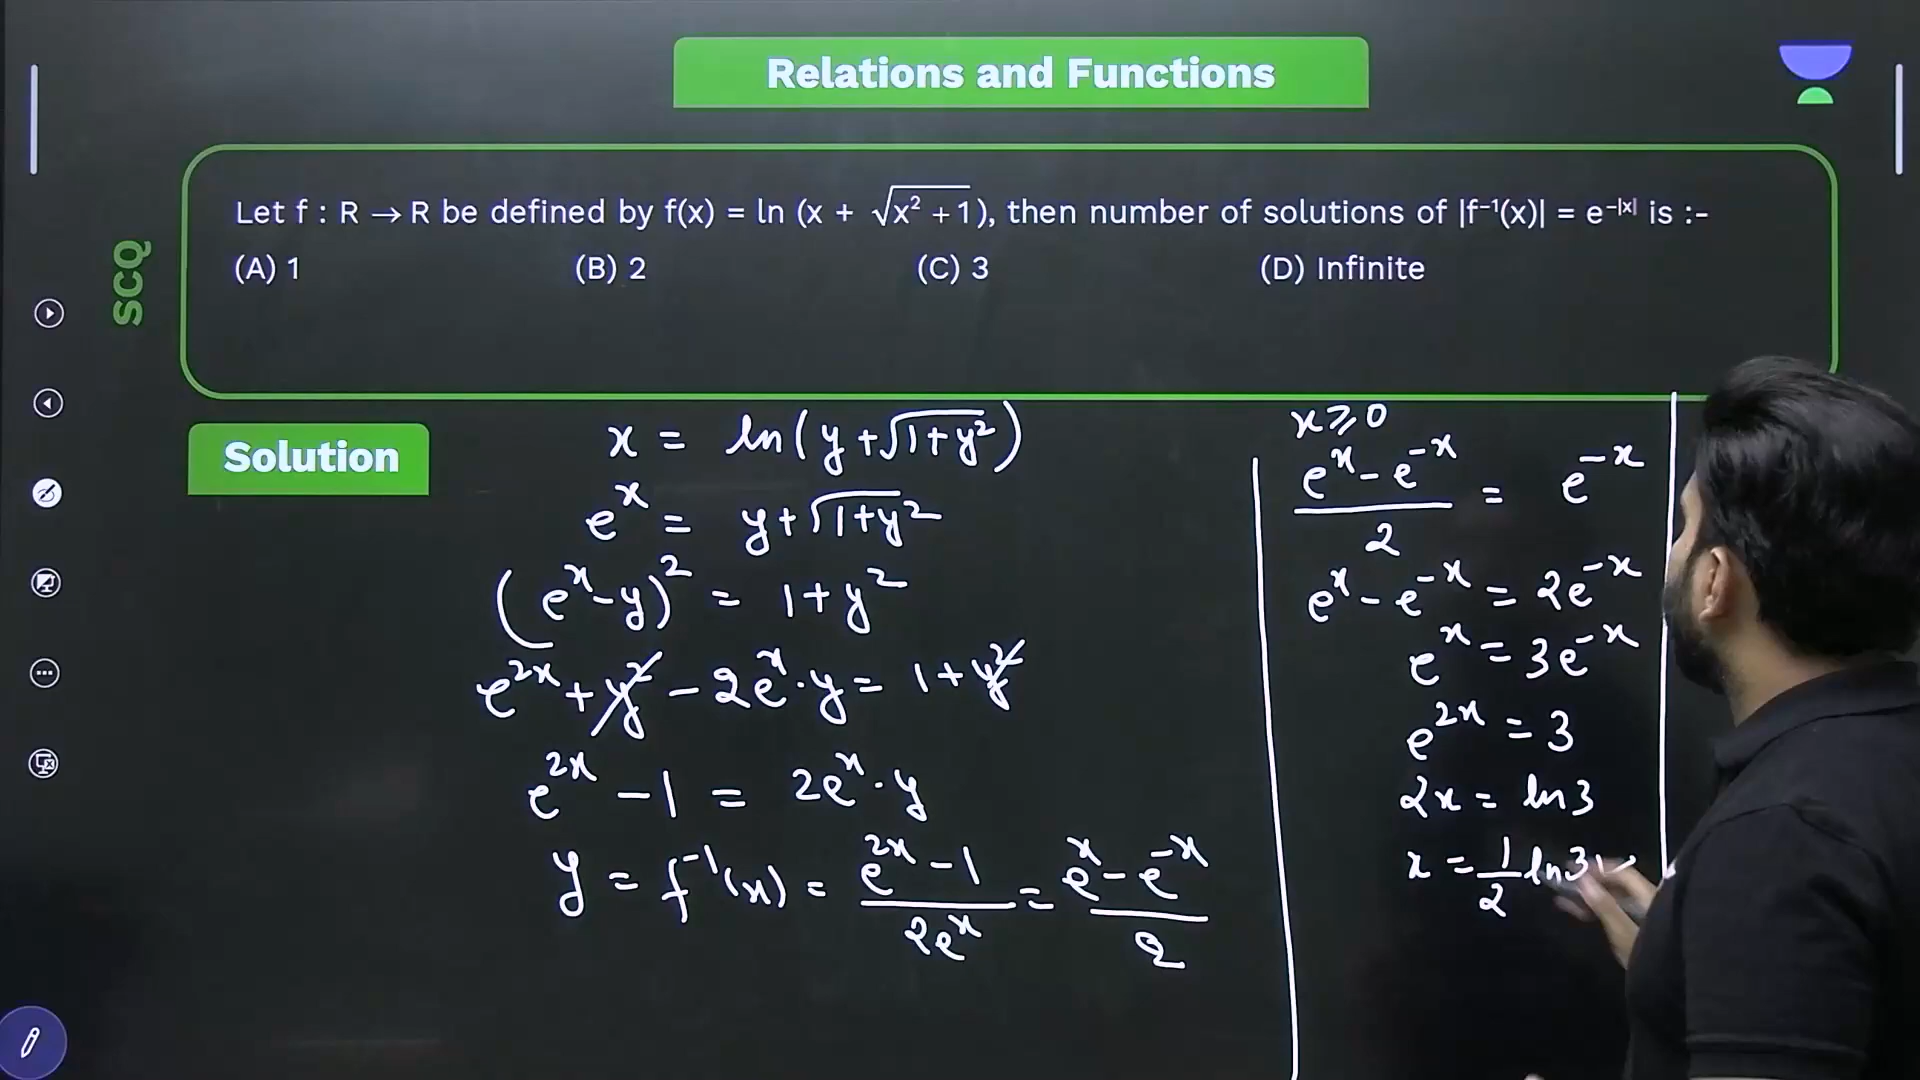 Relations and Functions
SCQ
Let f : R → R be defined by f(x) = ln (x + √(x² + 1)), then number of solutions of |f⁻¹(x)| = e⁻|ˣ| is :-
(A) 1 (B) 2 (C) 3 (D) Infinite
Solution
x = ln(y + √(1+y²))
eˣ = y + √(1+y²)
(eˣ - y)² = 1 + y²
e²ˣ + y² - 2eˣ·y = 1 + y²
e²ˣ - 1 = 2eˣ·y
y = f⁻¹(x) = (e²ˣ - 1)/(2eˣ) = (eˣ - e⁻ˣ)/2
x ⩾ 0
(eˣ - e⁻ˣ)/2 = e⁻ˣ
eˣ - e⁻ˣ = 2e⁻ˣ
eˣ = 3e⁻ˣ
e²ˣ = 3
2x = ln3
x = 1/2 ln3